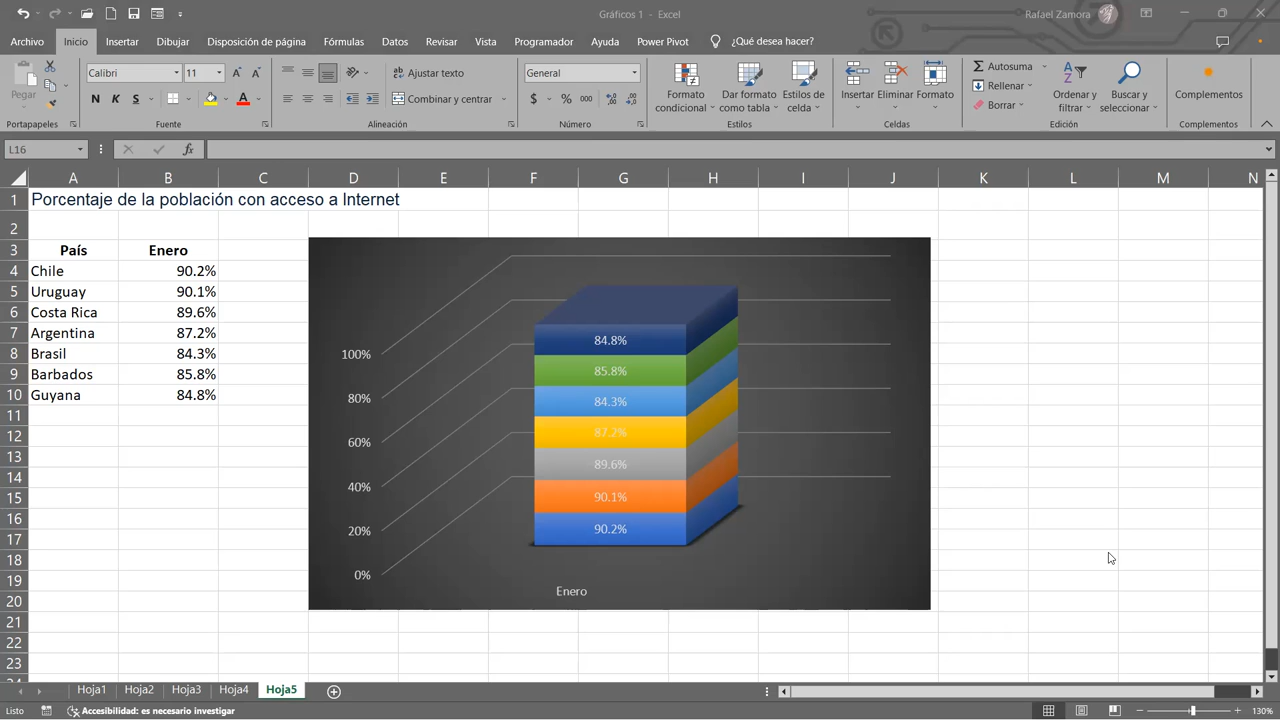 Gráficos 1 - Excel
Rafael Zamora
Archivo Inicio Insertar Dibujar Disposición de página Fórmulas Datos Revisar Vista Programador Ayuda Power Pivot ¿Qué desea hacer?
Pegar
Calibri 11
N K S
Ajustar texto
Combinar y centrar
General
$ % 000
Formato condicional
Dar formato como tabla
Estilos de celda
Insertar
Eliminar
Formato
Autosuma
Rellenar
Borrar
Ordenar y filtrar
Buscar y seleccionar
Complementos
Portapapeles Fuente Alineación Número Estilos Celdas Edición Complementos
L16 fx
A B C D E F G H I J K L M N
1 Porcentaje de la población con acceso a Internet
2
3 País Enero
4 Chile 90.2%
5 Uruguay 90.1%
6 Costa Rica 89.6%
7 Argentina 87.2%
8 Brasil 84.3%
9 Barbados 85.8%
10 Guyana 84.8%
11
12
13
14
15
16
17
18
19
20
21
22
23
100%
80%
60%
40%
20%
0%
84.8%
85.8%
84.3%
87.2%
89.6%
90.1%
90.2%
Enero
Hoja1 Hoja2 Hoja3 Hoja4 Hoja5
Listo Accesibilidad: es necesario investigar 130%